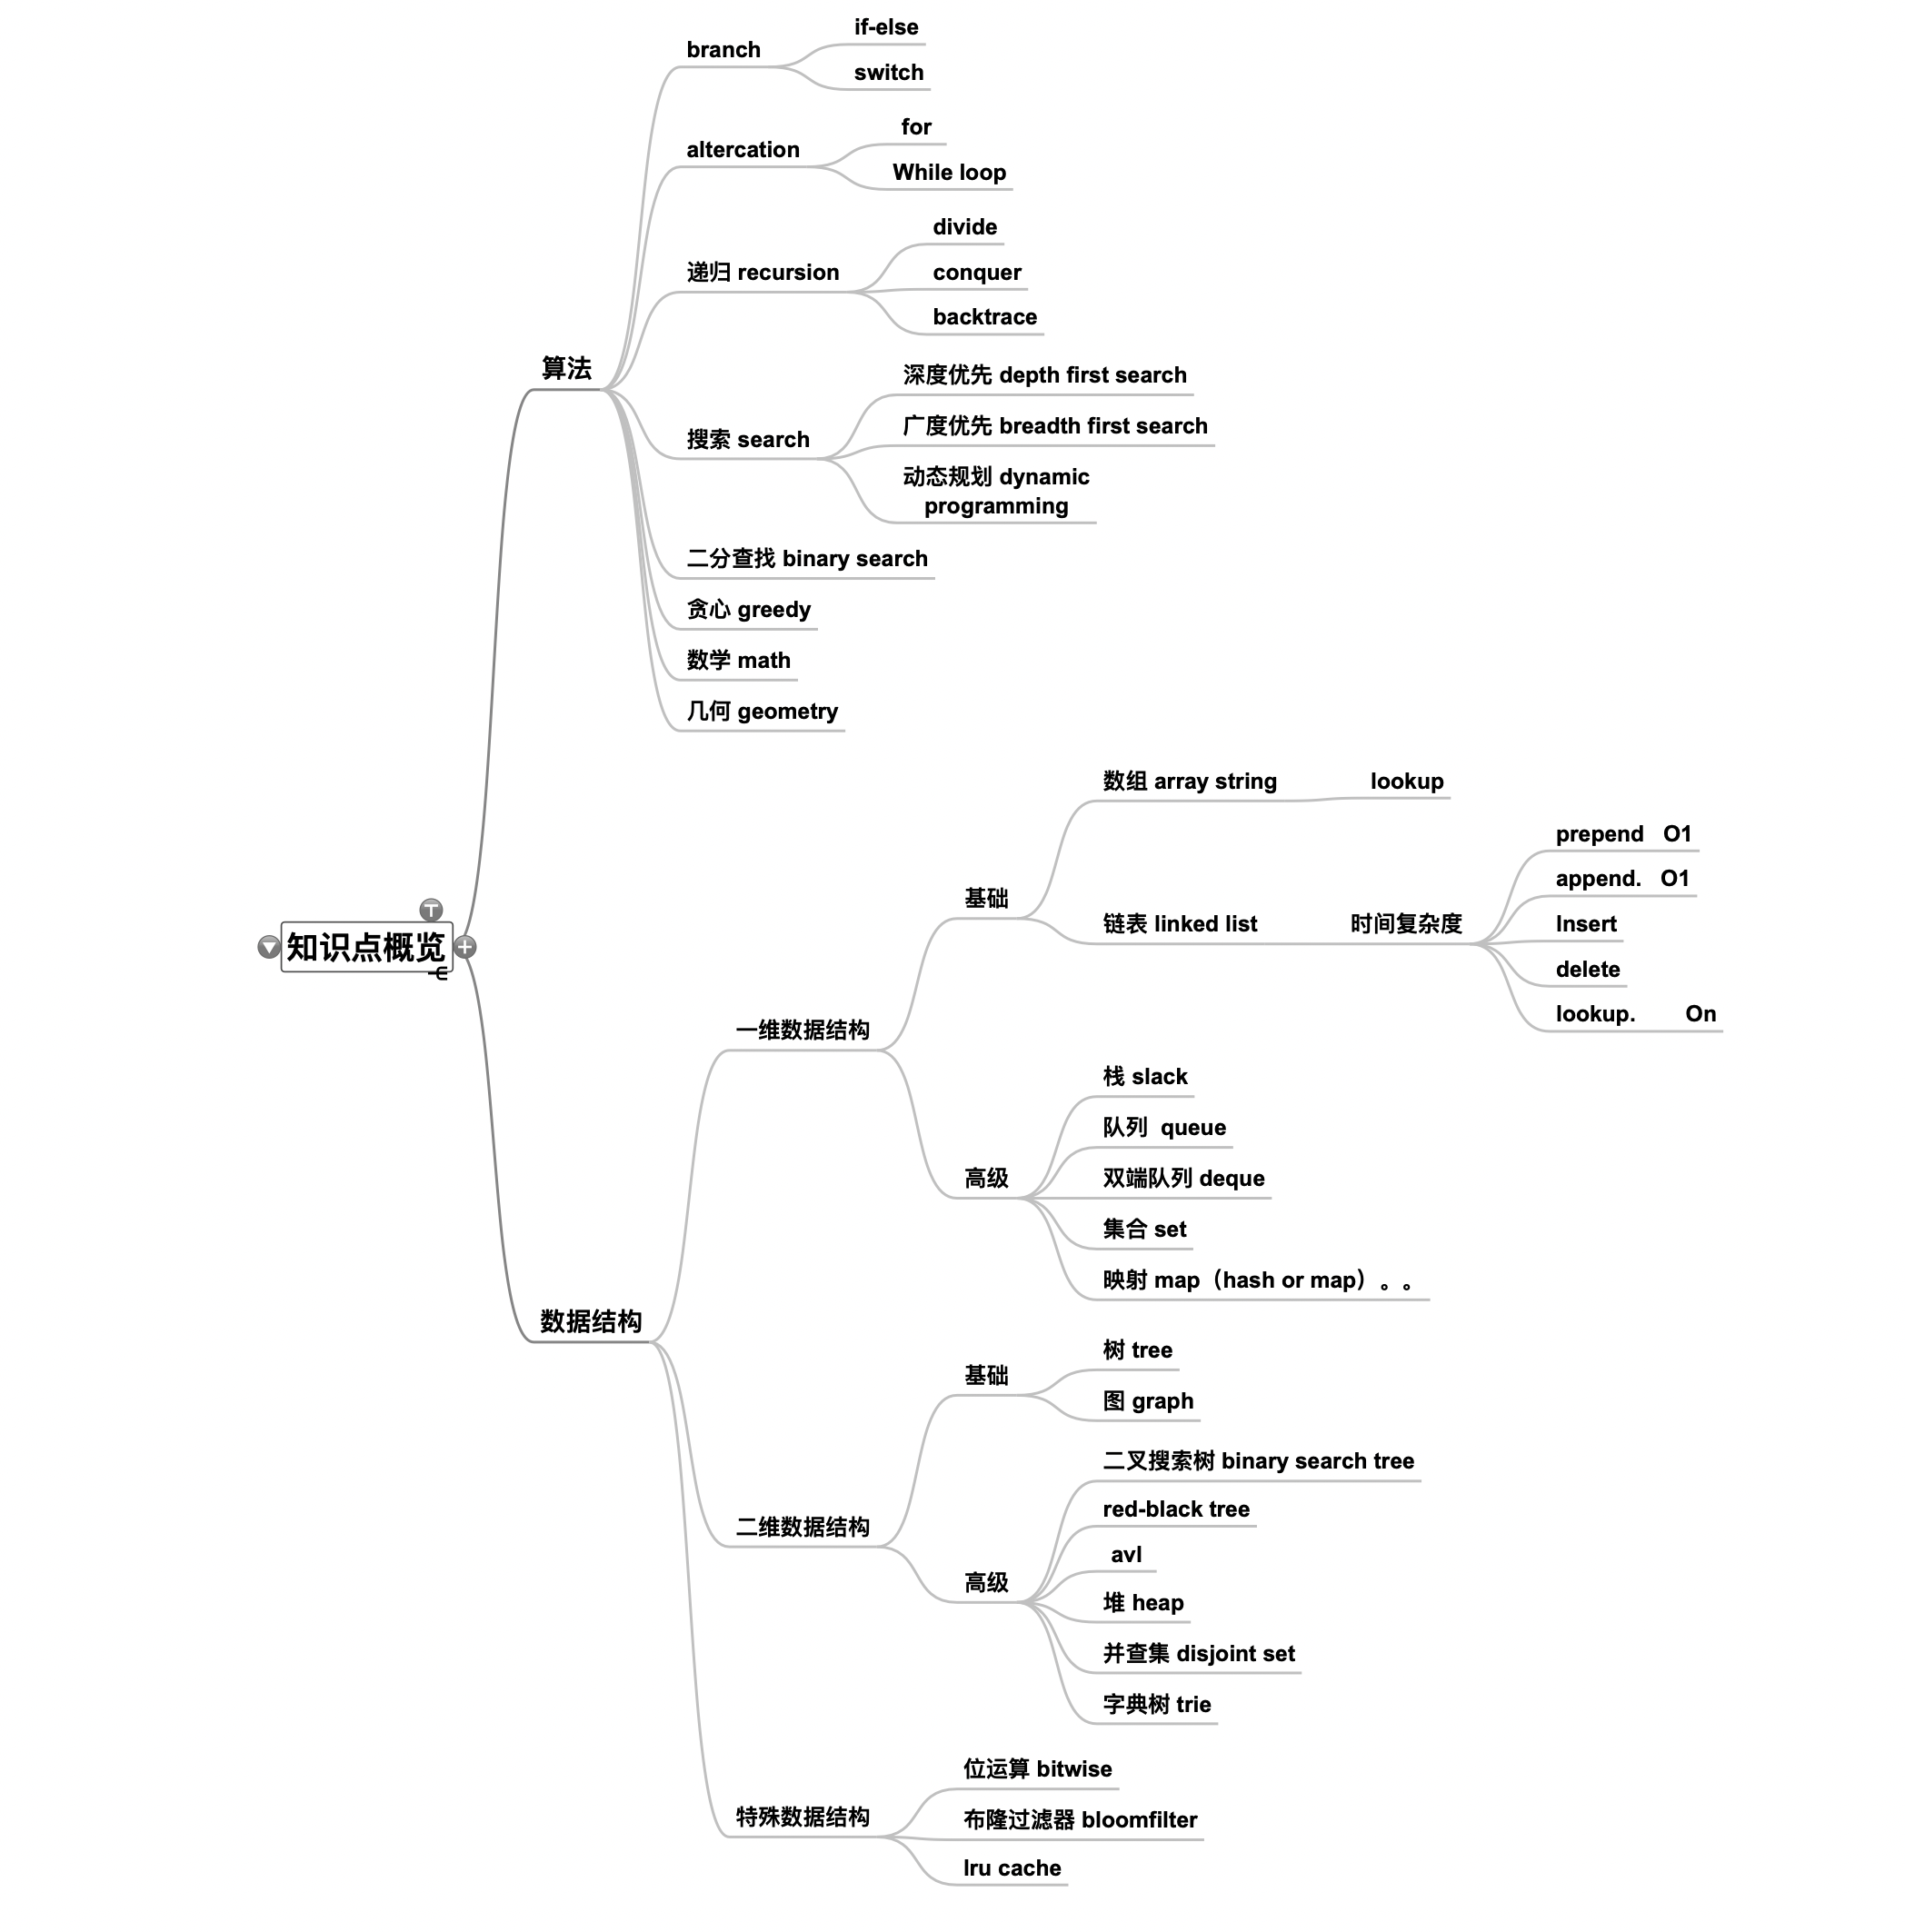 知识点概览
算法
branch
if-else
switch
altercation
for
While loop
递归 recursion
divide
conquer
backtrace
搜索 search
深度优先 depth first search
广度优先 breadth first search
动态规划 dynamic
programming
二分查找 binary search
贪心 greedy
数学 math
几何 geometry
数据结构
一维数据结构
基础
数组 array string
lookup
链表 linked list
时间复杂度
prepend   O1
append.   O1
Insert
delete
lookup.        On
高级
栈 slack
队列  queue
双端队列 deque
集合 set
映射 map（hash or map）。。
二维数据结构
基础
树 tree
图 graph
高级
二叉搜索树 binary search tree
red-black tree
avl
堆 heap
并查集 disjoint set
字典树 trie
特殊数据结构
位运算 bitwise
布隆过滤器 bloomfilter
lru cache